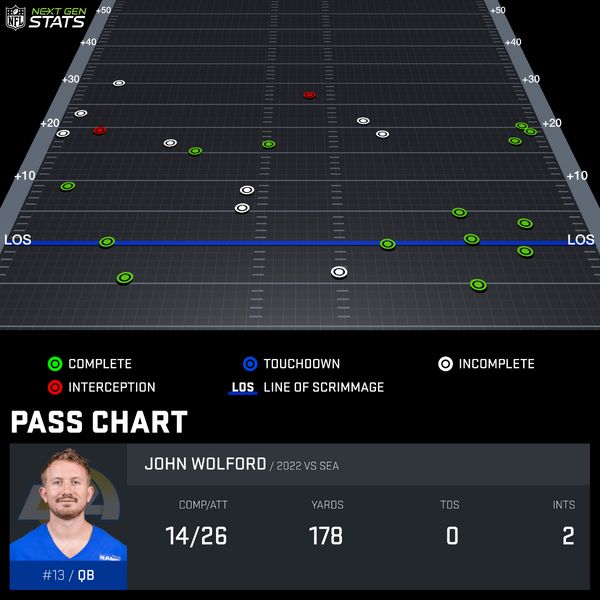 NFL NEXT GEN STATS
+50 +50
+40 +40
+30 +30
+20 +20
+10 +10
LOS LOS
COMPLETE TOUCHDOWN INCOMPLETE
INTERCEPTION LOS LINE OF SCRIMMAGE
PASS CHART
JOHN WOLFORD / 2022 VS SEA
COMP/ATT YARDS TDS INTS
14/26 178 0 2
RAMS
#13 / QB